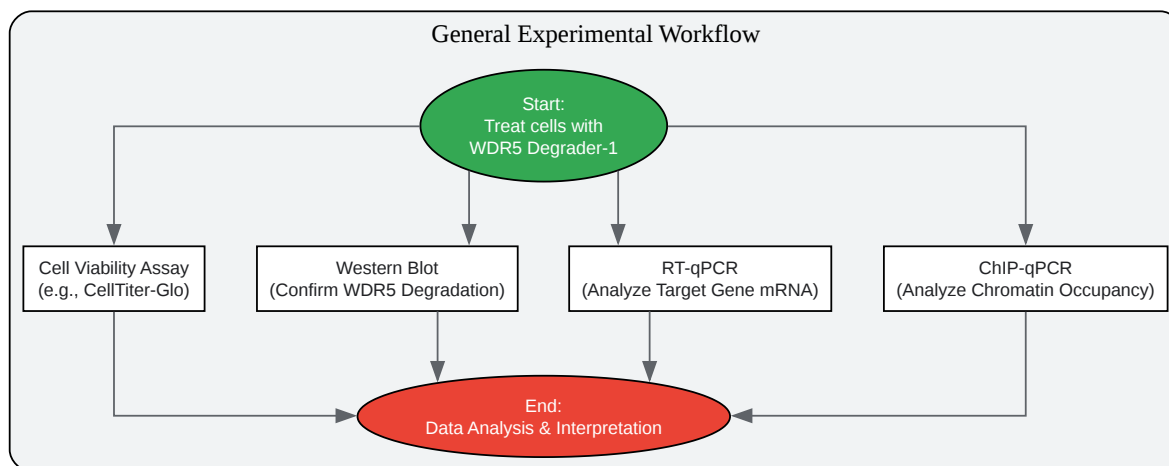 General Experimental Workflow
Start:
Treat cells with
WDR5 Degrader-1
Cell Viability Assay
(e.g., CellTiter-Glo)
Western Blot
(Confirm WDR5 Degradation)
RT-qPCR
(Analyze Target Gene mRNA)
ChIP-qPCR
(Analyze Chromatin Occupancy)
End:
Data Analysis & Interpretation